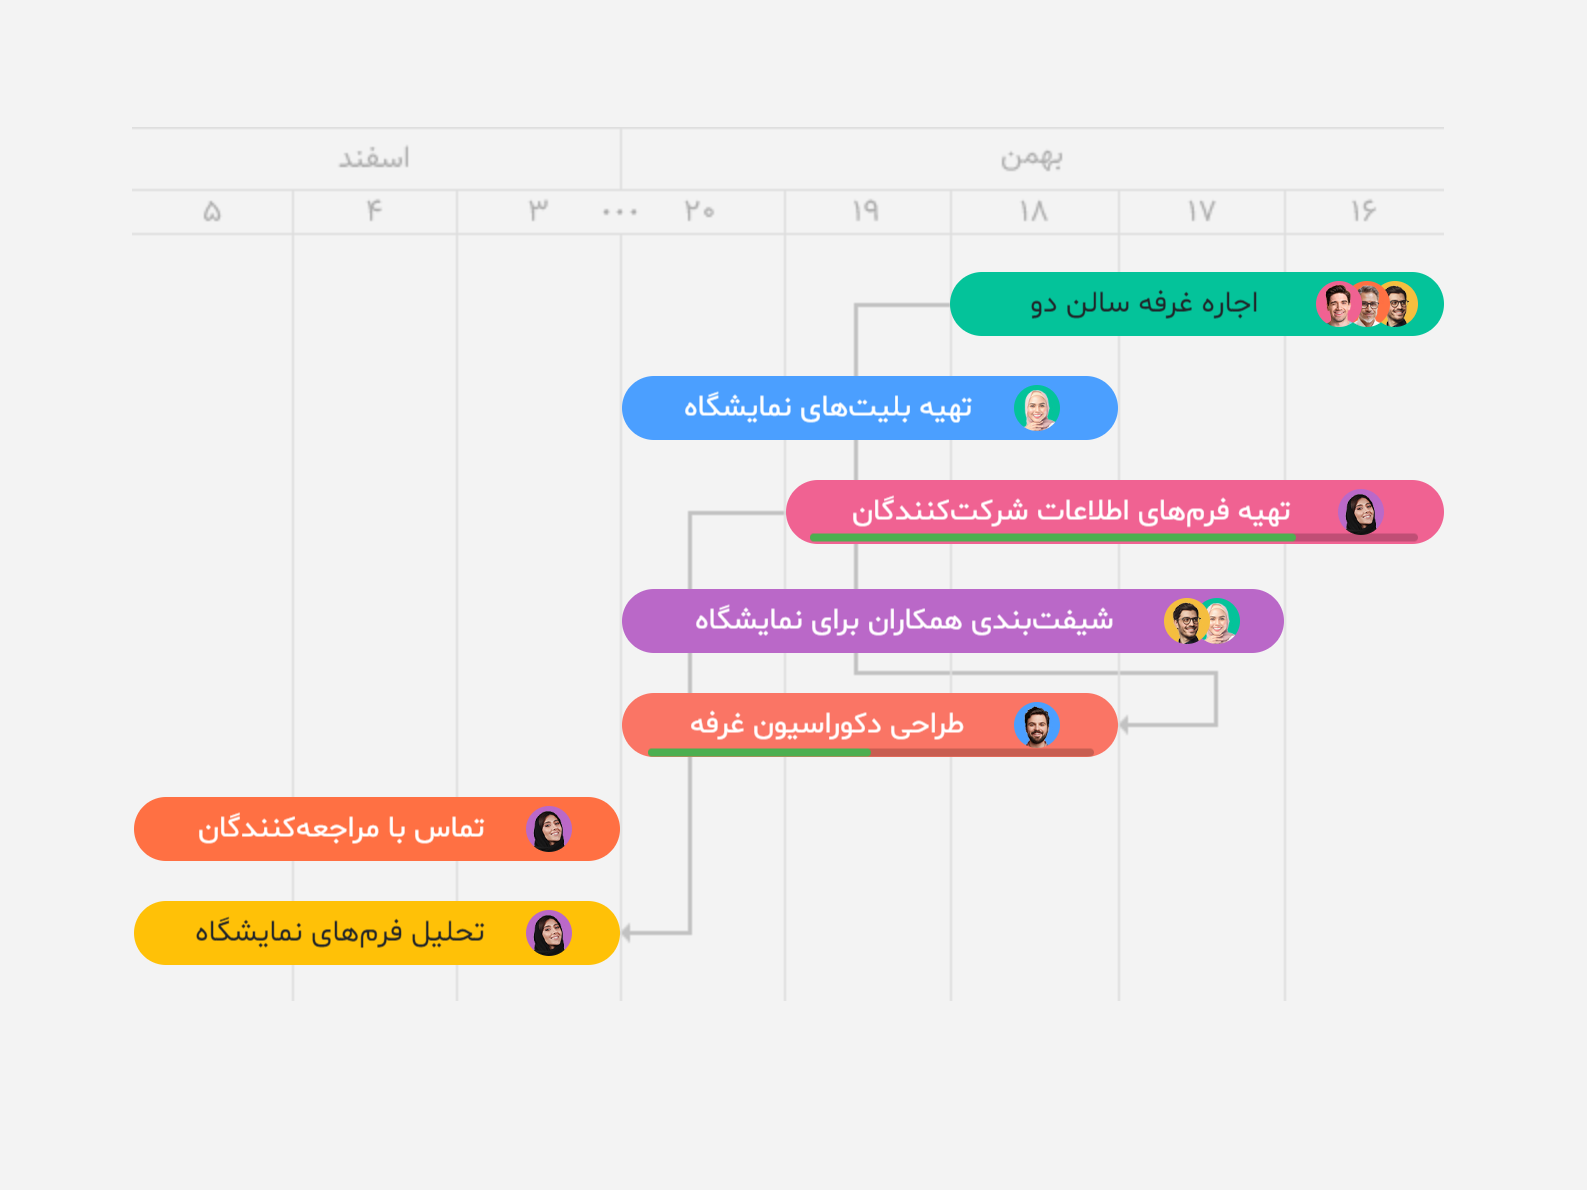 بهمن
اسفند
۱۶ ۱۷ ۱۸ ۱۹ ۲۰ ... ۳ ۴ ۵
اجاره غرفه سالن دو
تهیه بلیت‌های نمایشگاه
تهیه فرم‌های اطلاعات شرکت‌کنندگان
شیفت‌بندی همکاران برای نمایشگاه
طراحی دکوراسیون غرفه
تماس با مراجعه‌کنندگان
تحلیل فرم‌های نمایشگاه